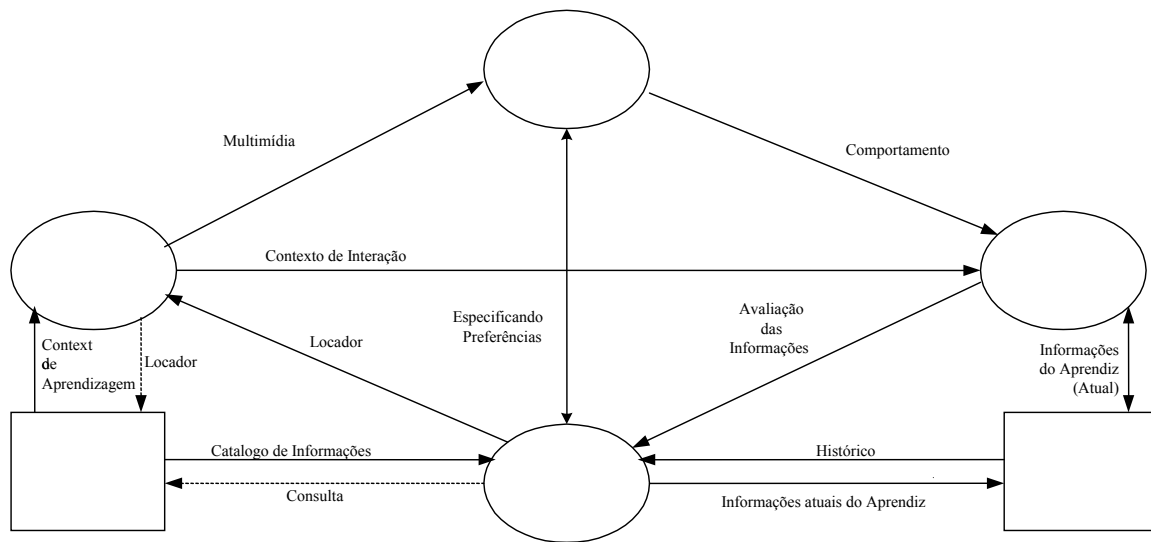 Multimídia
Comportamento
Contexto de Interação
Especificando
Preferências
Avaliação
das
Informações
Locador
Context
de
Aprendizagem
Locador
Informações
do Aprendiz
(Atual)
Catalogo de Informações
Histórico
Consulta
Informações atuais do Aprendiz